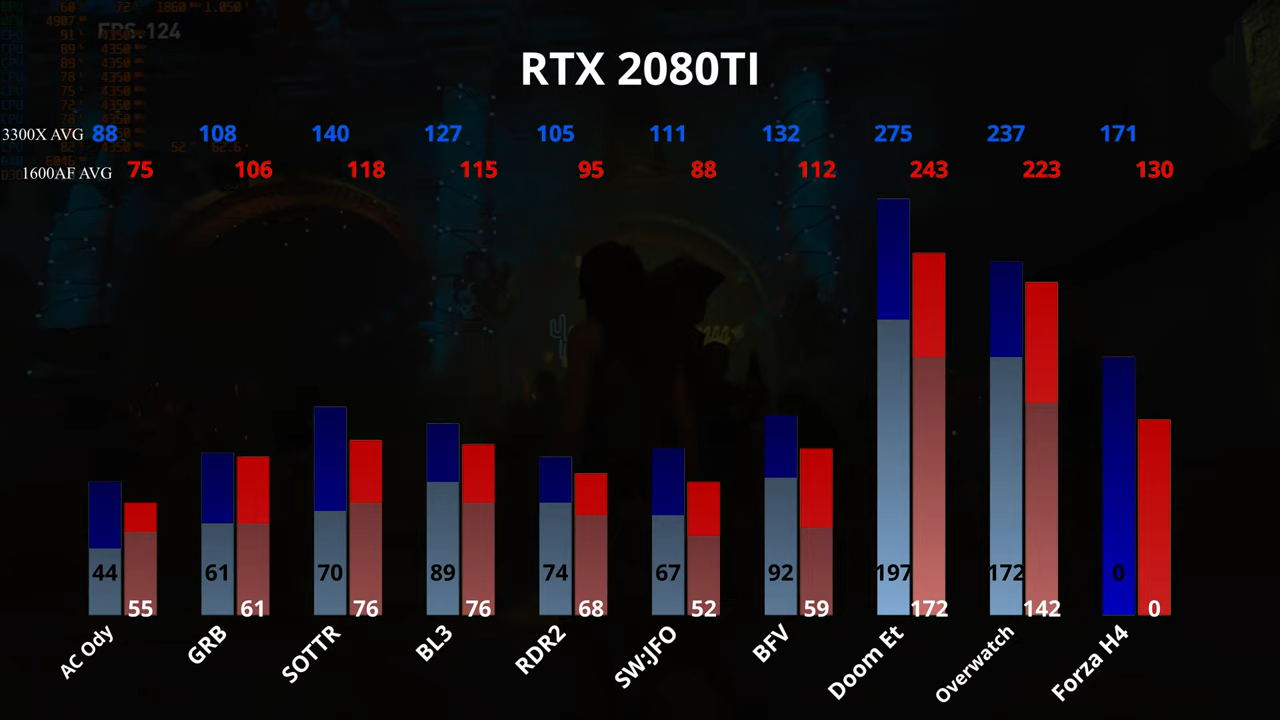 FPS 124
RTX 2080TI
3300X AVG 88 108 140 127 105 111 132 275 237 171
1600AF AVG 75 106 118 115 95 88 112 243 223 130
44 61 70 89 74 67 92 197 172 0
55 61 76 76 68 52 59 172 142 0
AC Ody GRB SOTTR BL3 RDR2 SW:JFO BFV Doom Et Overwatch Forza H4